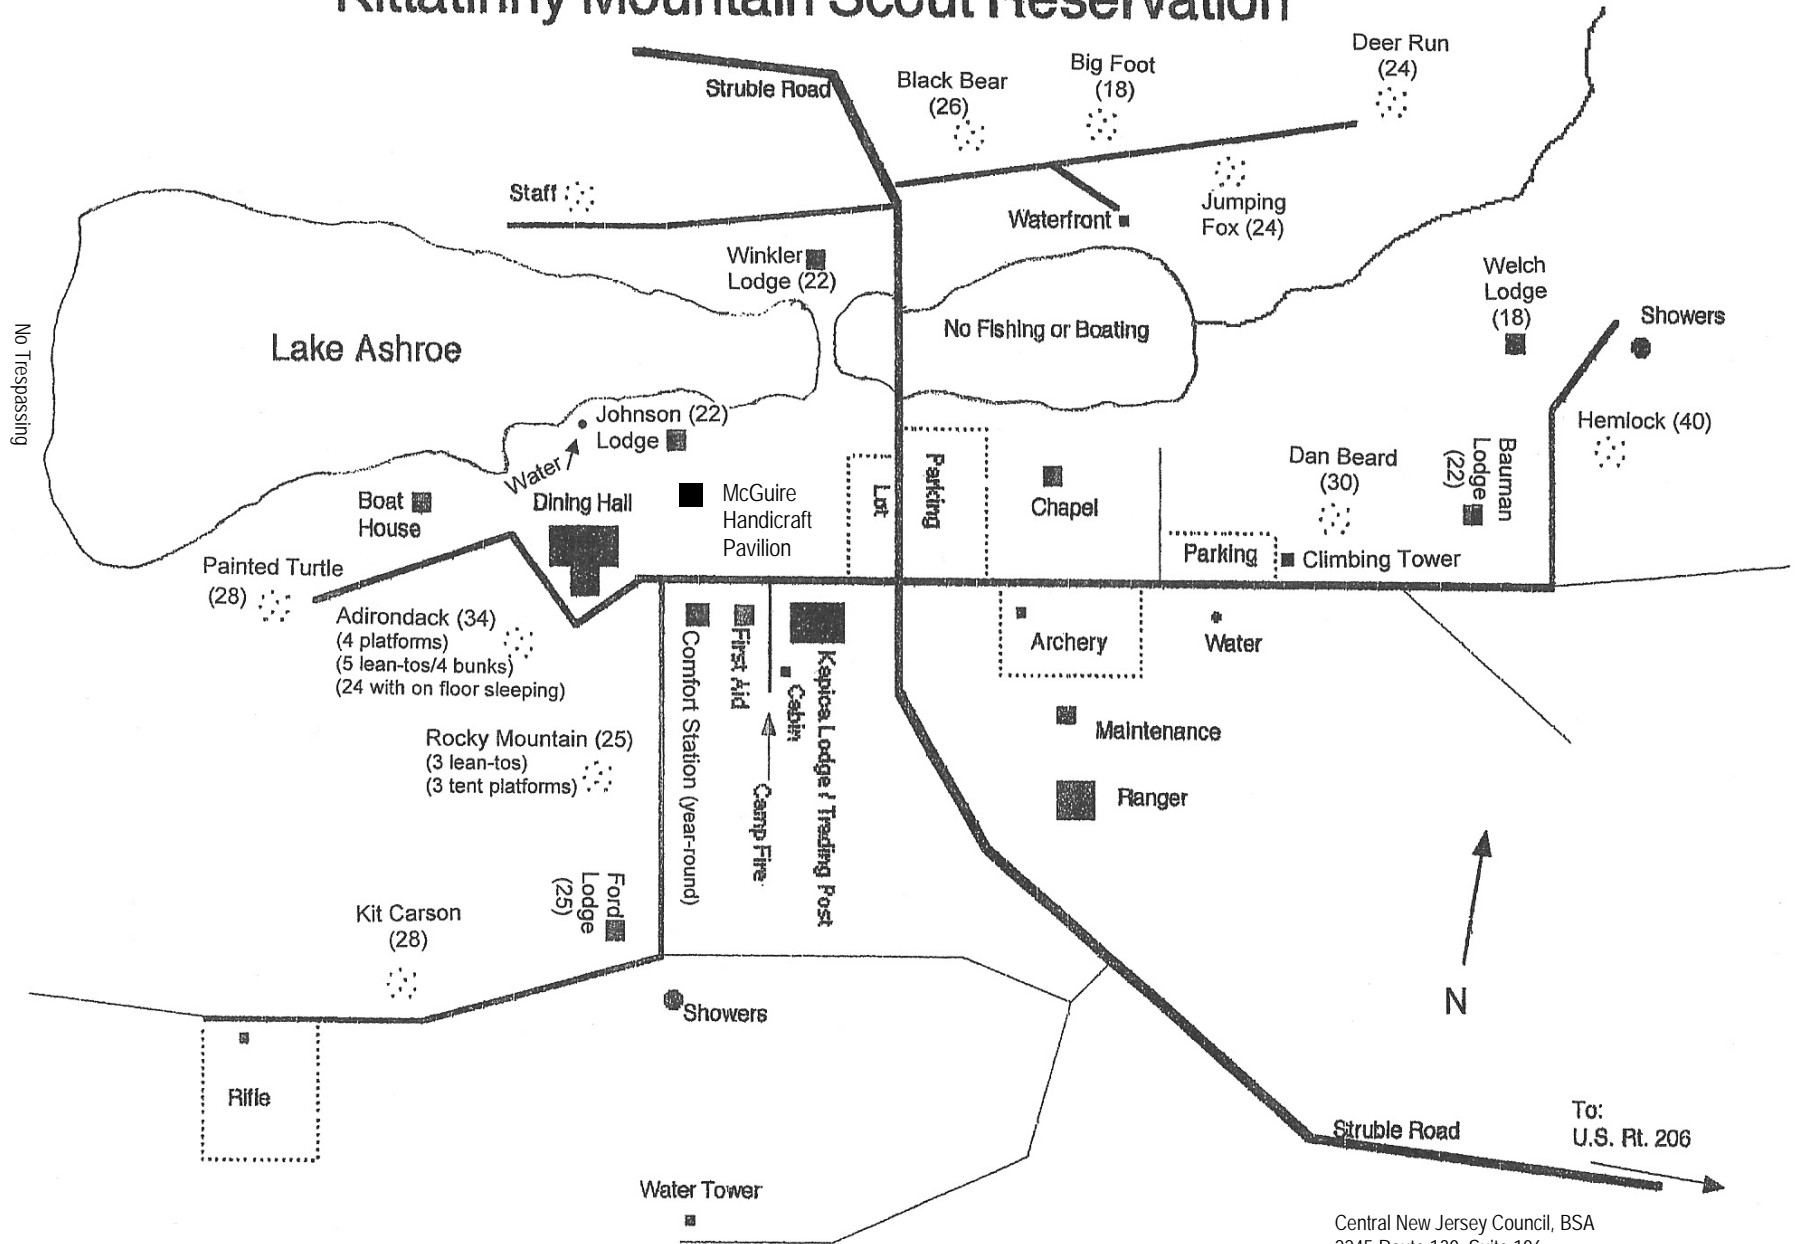 Kittatinny Mountain Scout Reservation
Struble Road
Black Bear
(26)
Big Foot
(18)
Deer Run
(24)
Staff
Waterfront
Jumping
Fox (24)
Winkler
Lodge (22)
No Fishing or Boating
Welch
Lodge
(18)
Showers
No Trespassing
Lake Ashroe
Johnson (22)
Lodge
Water
Hemlock (40)
Dan Beard
(30)
Bauman
Lodge
(22)
Boat
House
Dining Hall
McGuire
Handicraft
Pavilion
Parking
Lot
Chapel
Parking
Climbing Tower
Painted Turtle
(28)
Adirondack (34)
(4 platforms)
(5 lean-tos/4 bunks)
(24 with on floor sleeping)
Comfort Station (year-round)
First Aid
Cabin
Camp Fire
Kapica Lodge / Trading Post
Archery
Water
Maintenance
Rocky Mountain (25)
(3 lean-tos)
(3 tent platforms)
Ranger
Ford
Lodge
(25)
Kit Carson
(28)
N
Showers
Rifle
Struble Road
To:
U.S. Rt. 206
Water Tower
Central New Jersey Council, BSA